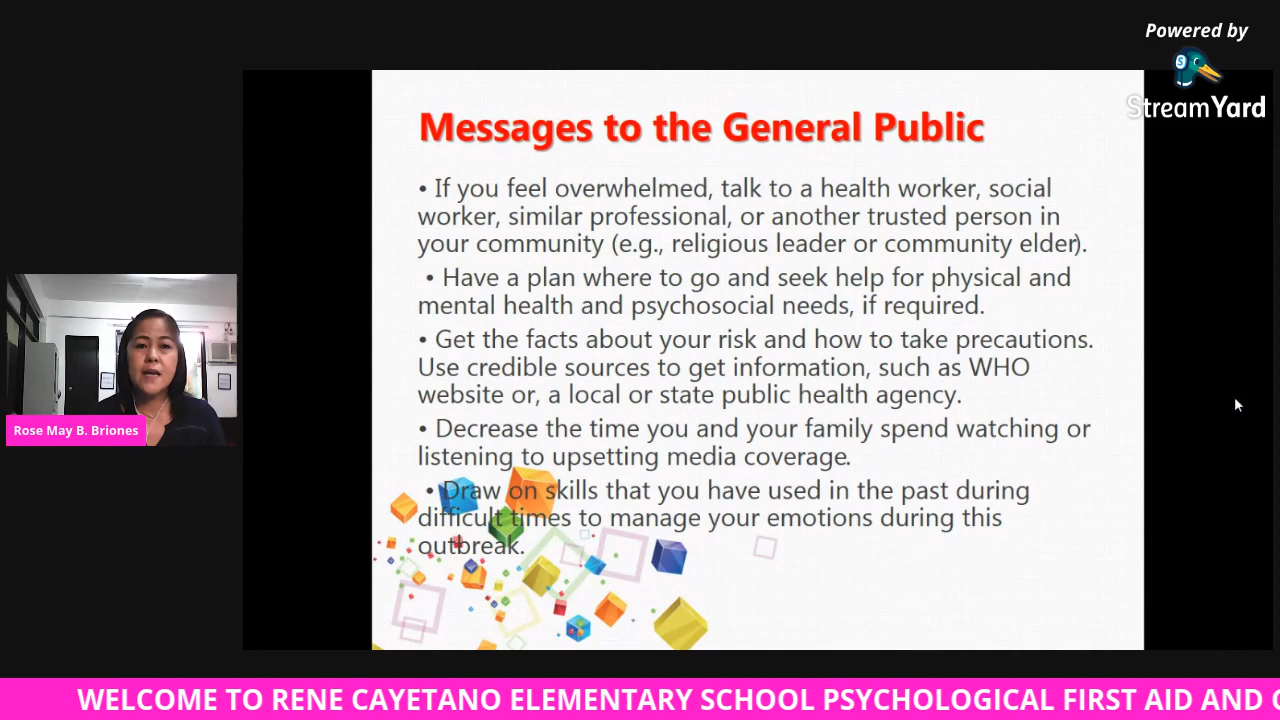 Powered by
StreamYard
Messages to the General Public
• If you feel overwhelmed, talk to a health worker, social
worker, similar professional, or another trusted person in
your community (e.g., religious leader or community elder).
• Have a plan where to go and seek help for physical and
mental health and psychosocial needs, if required.
• Get the facts about your risk and how to take precautions.
Use credible sources to get information, such as WHO
website or, a local or state public health agency.
• Decrease the time you and your family spend watching or
listening to upsetting media coverage.
• Draw on skills that you have used in the past during
difficult times to manage your emotions during this
outbreak.
Rose May B. Briones
WELCOME TO RENE CAYETANO ELEMENTARY SCHOOL PSYCHOLOGICAL FIRST AID AND